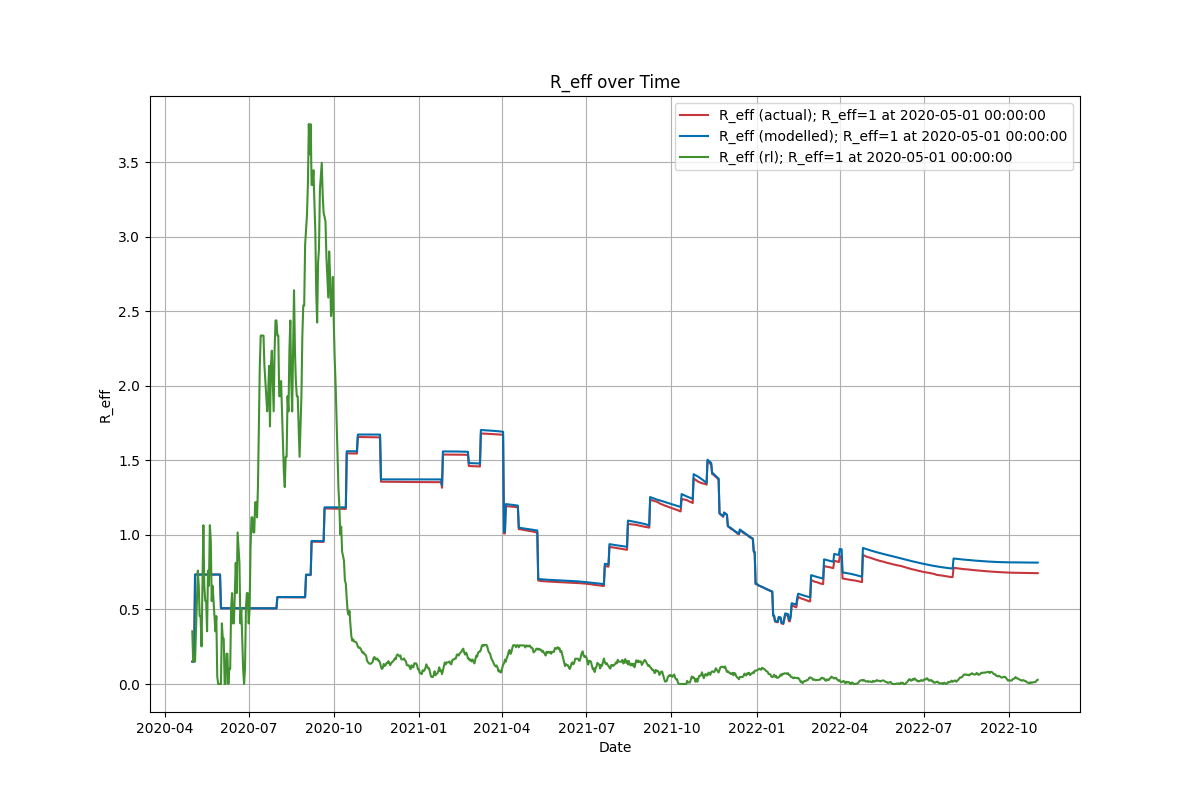 R_eff over Time
R_eff (actual); R_eff=1 at 2020-05-01 00:00:00
R_eff (modelled); R_eff=1 at 2020-05-01 00:00:00
R_eff (rl); R_eff=1 at 2020-05-01 00:00:00
R_eff
3.5
3.0
2.5
2.0
1.5
1.0
0.5
0.0
2020-04 2020-07 2020-10 2021-01 2021-04 2021-07 2021-10 2022-01 2022-04 2022-07 2022-10
Date